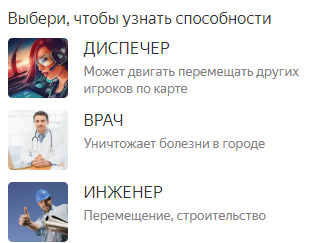 Выбери, чтобы узнать способности
ДИСПЕЧЕР
Может двигать перемещать других
игроков по карте
ВРАЧ
Уничтожает болезни в городе
ИНЖЕНЕР
Перемещение, строительство